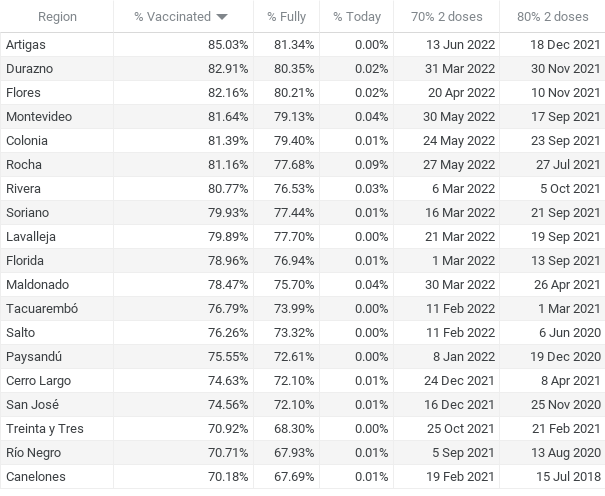 Region % Vaccinated % Fully % Today 70% 2 doses 80% 2 doses
Artigas 85.03% 81.34% 0.00% 13 Jun 2022 18 Dec 2021
Durazno 82.91% 80.35% 0.02% 31 Mar 2022 30 Nov 2021
Flores 82.16% 80.21% 0.02% 20 Apr 2022 10 Nov 2021
Montevideo 81.64% 79.13% 0.04% 30 May 2022 17 Sep 2021
Colonia 81.39% 79.40% 0.01% 24 May 2022 23 Sep 2021
Rocha 81.16% 77.68% 0.09% 27 May 2022 27 Jul 2021
Rivera 80.77% 76.53% 0.03% 6 Mar 2022 5 Oct 2021
Soriano 79.93% 77.44% 0.01% 16 Mar 2022 21 Sep 2021
Lavalleja 79.89% 77.70% 0.00% 21 Mar 2022 19 Sep 2021
Florida 78.96% 76.94% 0.01% 1 Mar 2022 13 Sep 2021
Maldonado 78.47% 75.70% 0.04% 30 Mar 2022 26 Apr 2021
Tacuarembó 76.79% 73.99% 0.00% 11 Feb 2022 1 Mar 2021
Salto 76.26% 73.32% 0.00% 11 Feb 2022 6 Jun 2020
Paysandú 75.55% 72.61% 0.00% 8 Jan 2022 19 Dec 2020
Cerro Largo 74.63% 72.10% 0.01% 24 Dec 2021 8 Apr 2021
San José 74.56% 72.10% 0.01% 16 Dec 2021 25 Nov 2020
Treinta y Tres 70.92% 68.30% 0.00% 25 Oct 2021 21 Feb 2021
Río Negro 70.71% 67.93% 0.01% 5 Sep 2021 13 Aug 2020
Canelones 70.18% 67.69% 0.01% 19 Feb 2021 15 Jul 2018